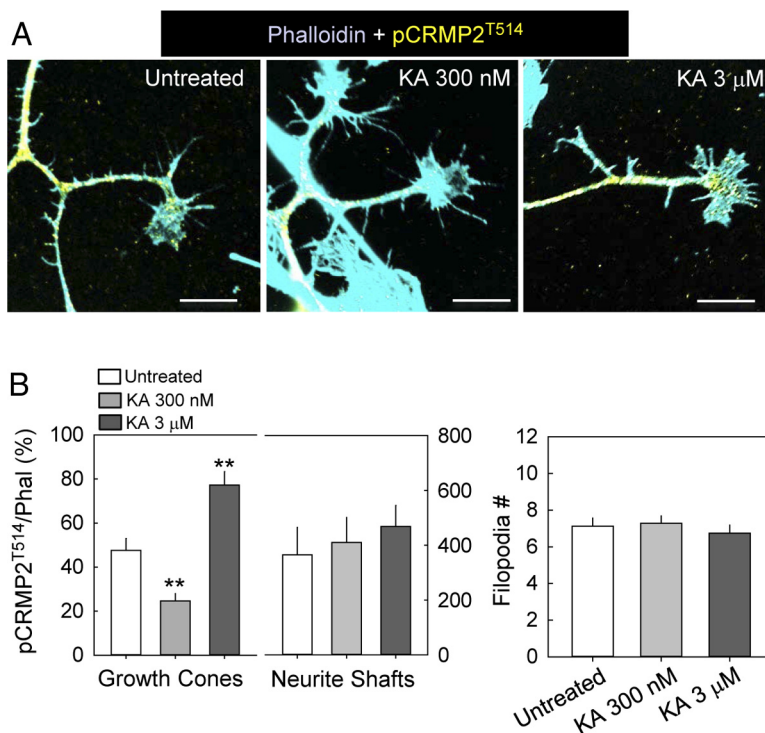 A
Phalloidin + pCRMP2T514
Untreated
KA 300 nM
KA 3 µM
B
Untreated
KA 300 nM
KA 3 µM
pCRMP2T514/Phal (%)
100
80
60
40
20
0
**
**
Growth Cones
800
600
400
200
0
Neurite Shafts
Filopodia #
12
10
8
6
4
2
0
Untreated
KA 300 nM
KA 3 µM